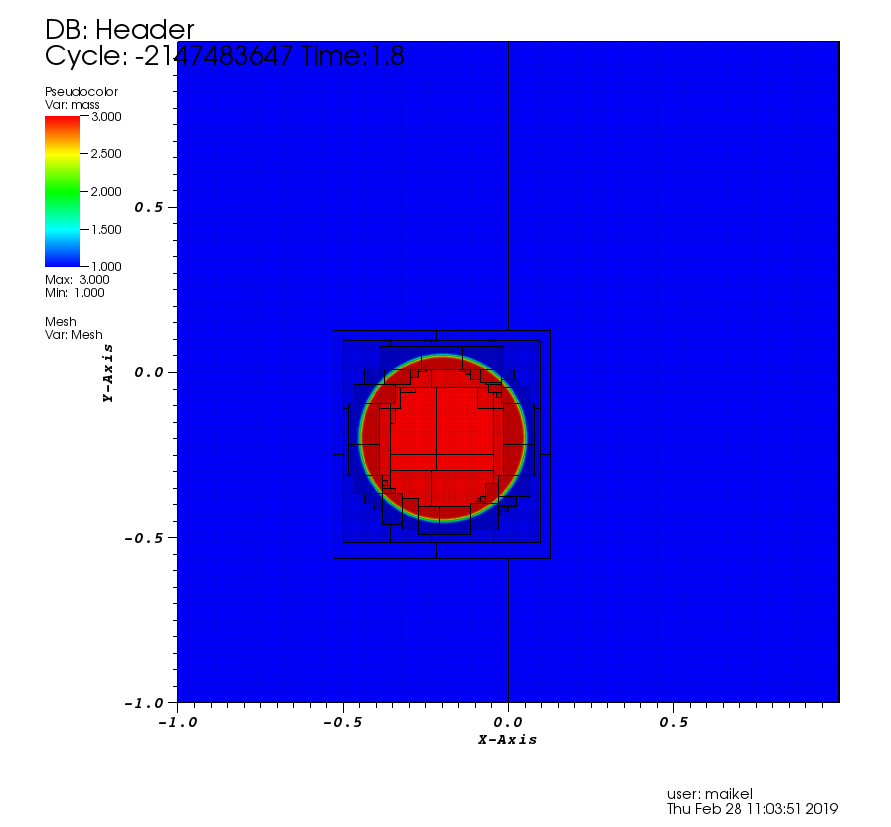 DB: Header
Cycle: -2147483647 Time:1.8
Pseudocolor
Var: mass
3.000
2.500
2.000
1.500
1.000
Max: 3.000
Min: 1.000
Mesh
Var: Mesh
Y-Axis
0.5
0.0
-0.5
-1.0
-1.0 -0.5 0.0 0.5
X-Axis
user: maikel
Thu Feb 28 11:03:51 2019